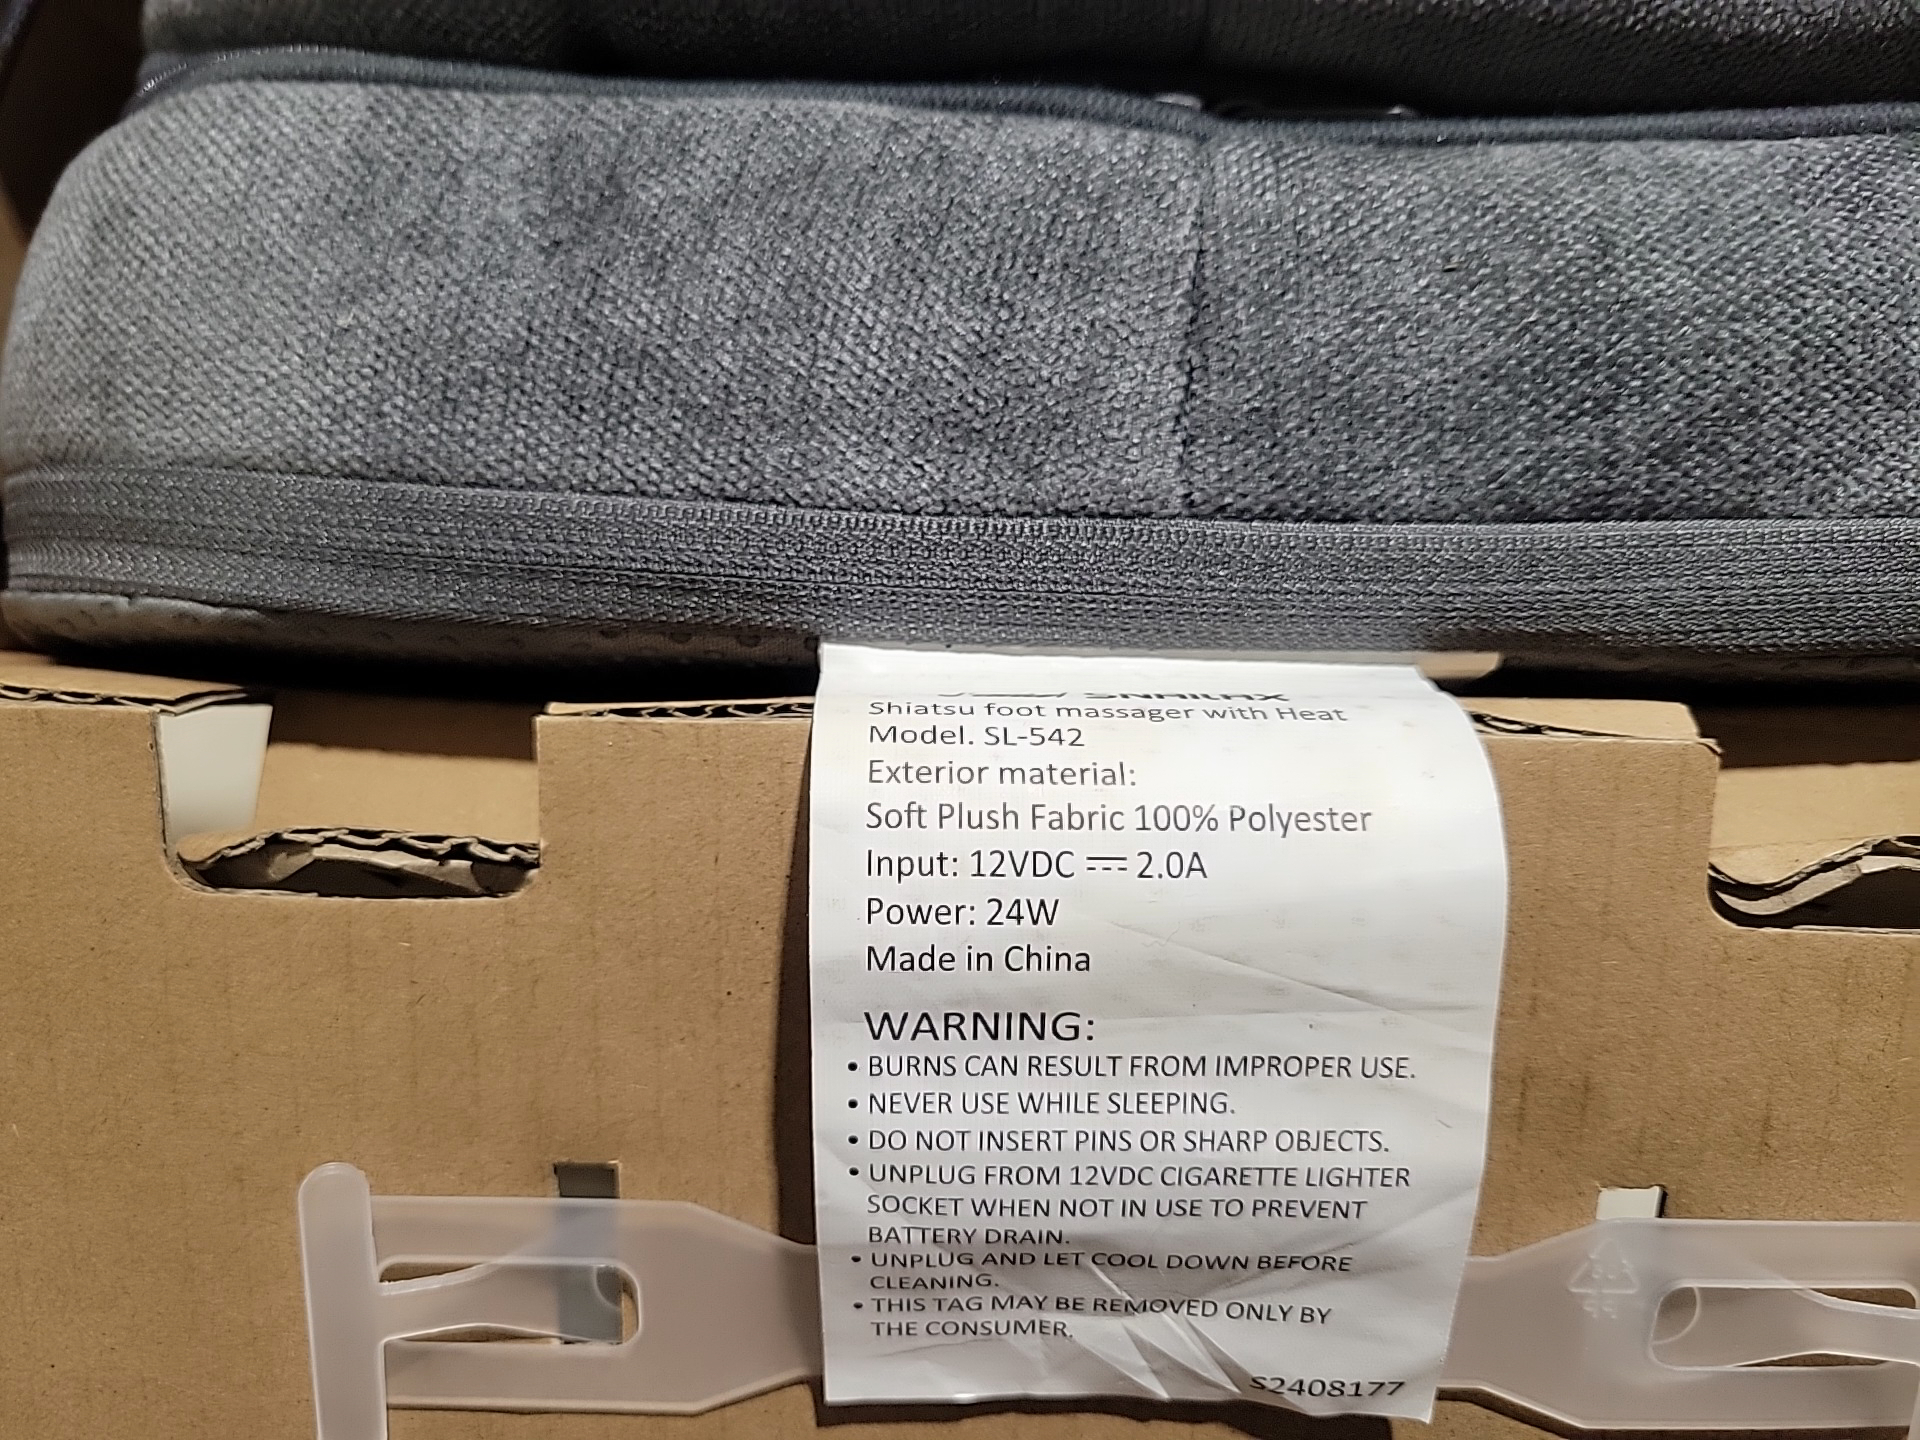 SNAILAX
Shiatsu foot massager with Heat
Model. SL-542
Exterior material:
Soft Plush Fabric 100% Polyester
Input: 12VDC ⎓ 2.0A
Power: 24W
Made in China
WARNING:
• BURNS CAN RESULT FROM IMPROPER USE.
• NEVER USE WHILE SLEEPING.
• DO NOT INSERT PINS OR SHARP OBJECTS.
• UNPLUG FROM 12VDC CIGARETTE LIGHTER
SOCKET WHEN NOT IN USE TO PREVENT
BATTERY DRAIN.
• UNPLUG AND LET COOL DOWN BEFORE
CLEANING.
• THIS TAG MAY BE REMOVED ONLY BY
THE CONSUMER.
S2408177